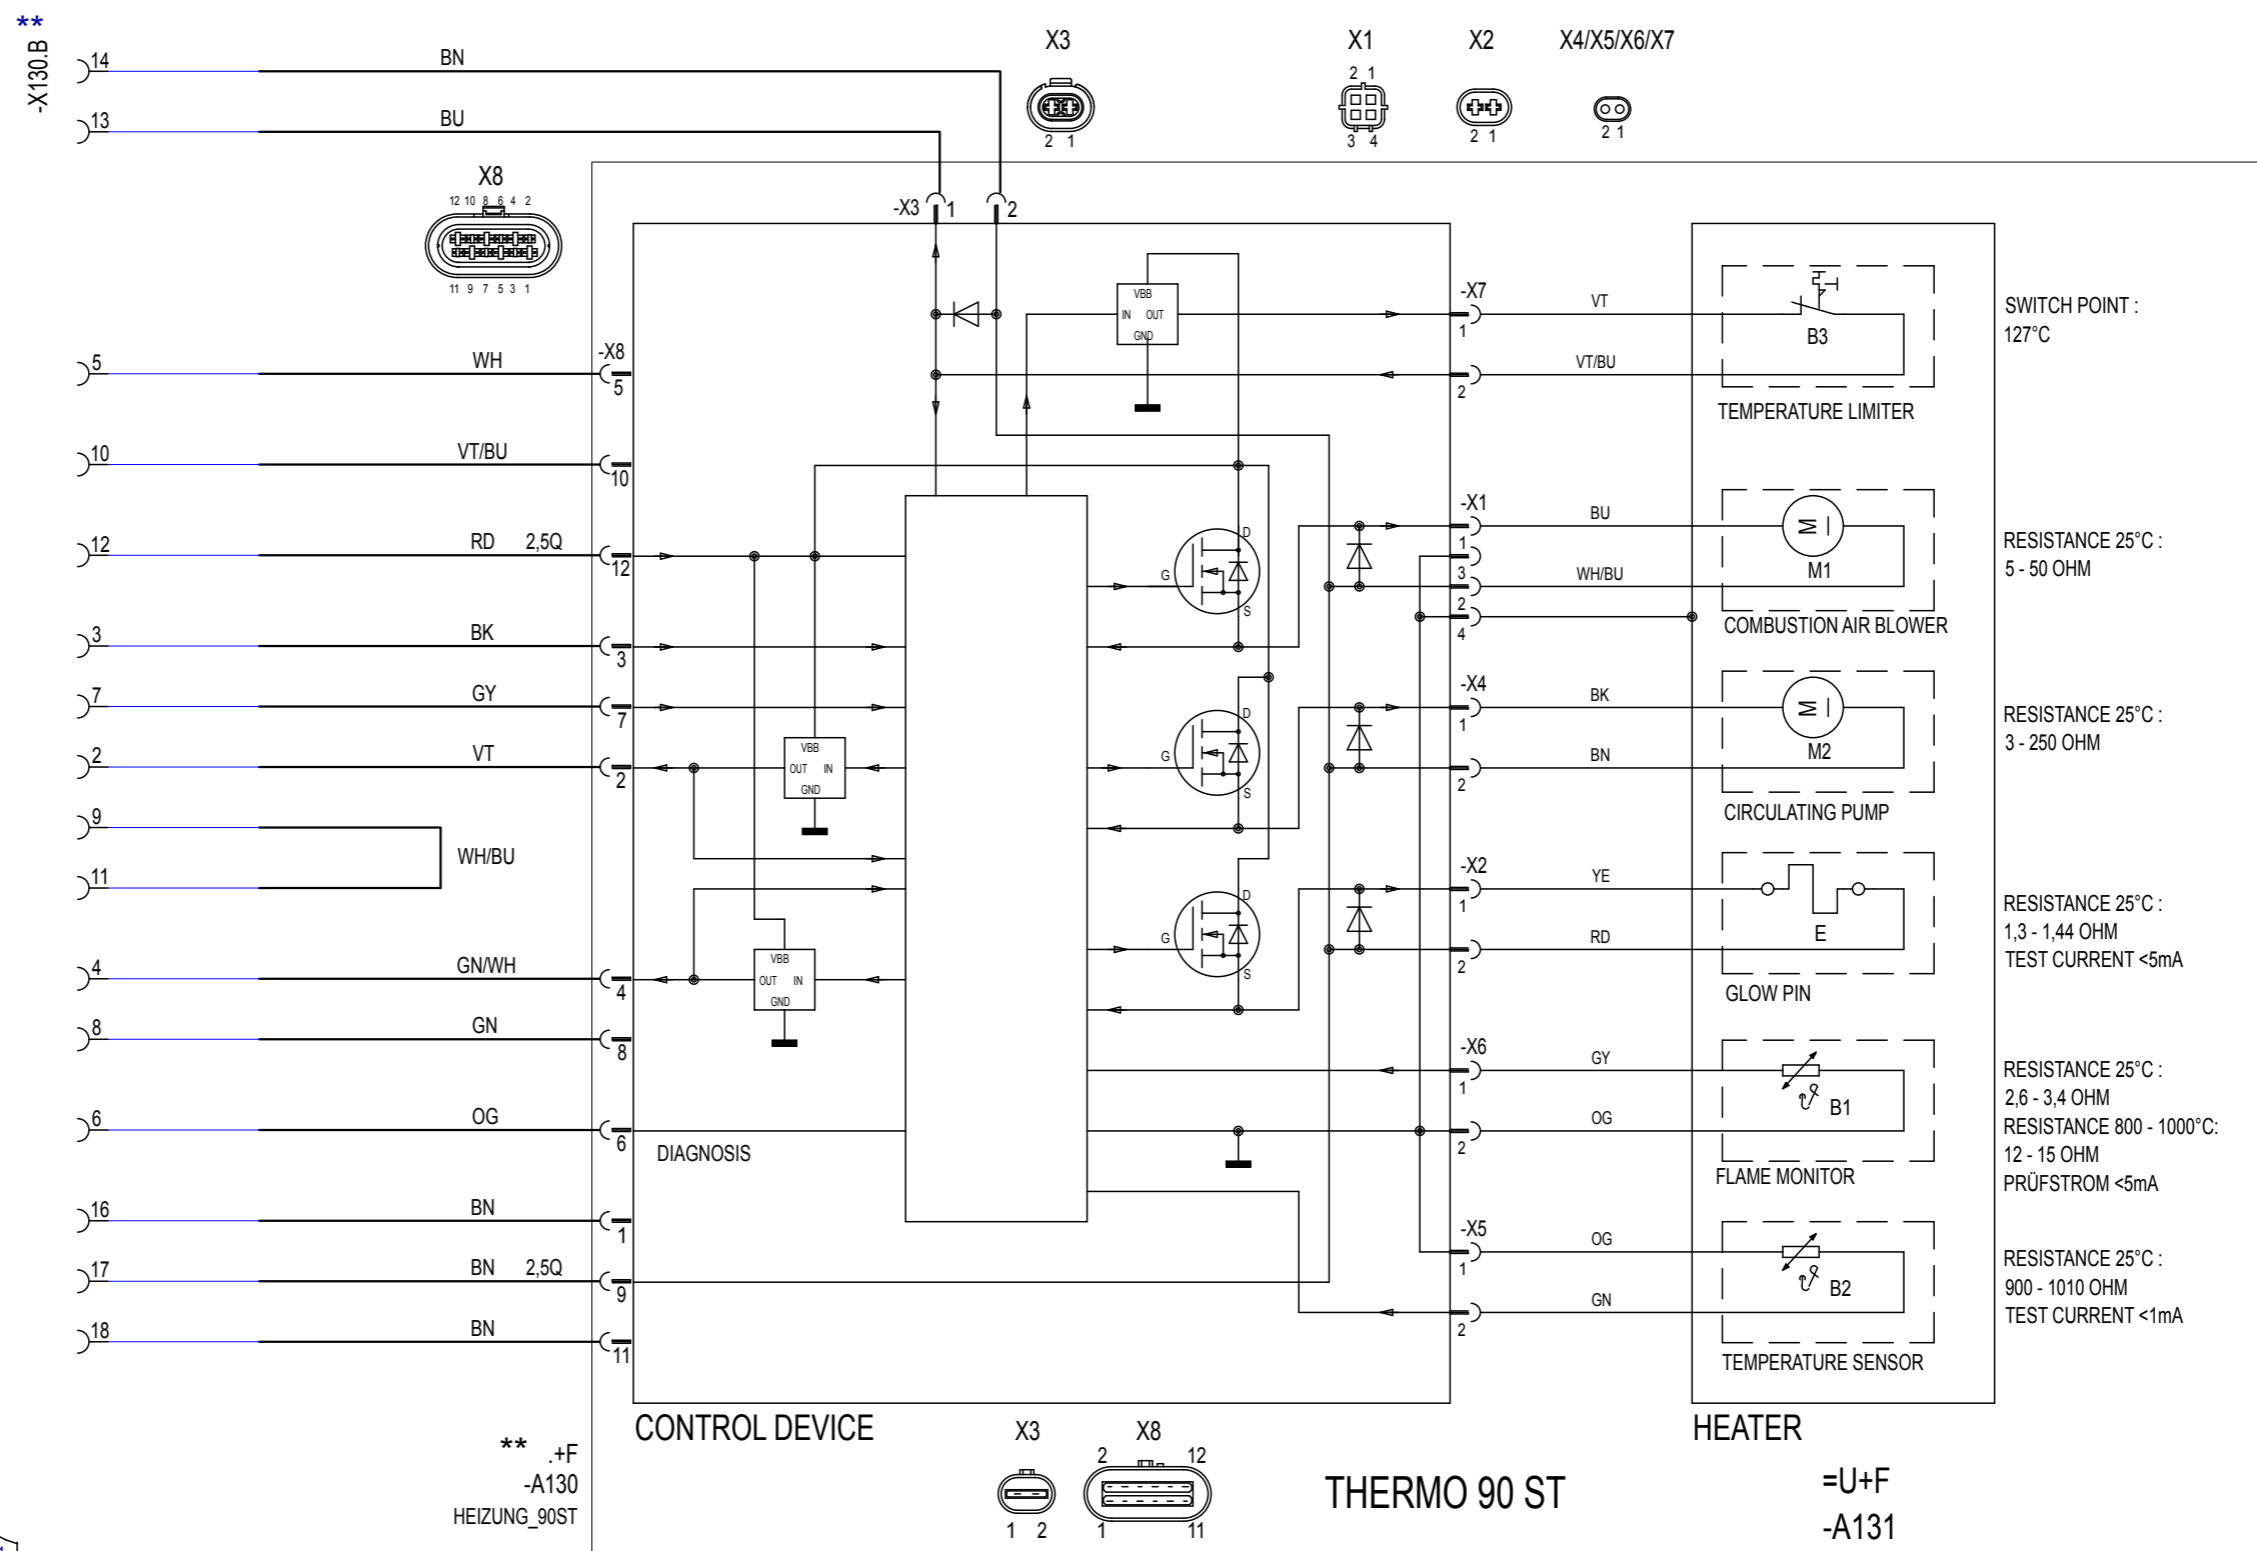 **
-X130.B
14
BN
13
BU
X3
2 1
X1
2 1
3 4
X2
2 1
X4/X5/X6/X7
2 1
X8
12 10 8 6 4 2
11 9 7 5 3 1
-X3
1
2
5
WH
-X8
5
10
VT/BU
10
12
RD 2,5Q
12
3
BK
3
7
GY
7
2
VT
2
9
WH/BU
11
4
GN/WH
4
8
GN
8
6
OG
6
DIAGNOSIS
16
BN
1
17
BN 2,5Q
9
18
BN
11
VBB
IN OUT
GND
VBB
OUT IN
GND
VBB
OUT IN
GND
D
G
S
D
G
S
D
G
S
-X7
1
VT
VT/BU
2
B3
TEMPERATURE LIMITER
SWITCH POINT :
127°C
-X1
1
BU
3
WH/BU
2
4
M
M1
COMBUSTION AIR BLOWER
RESISTANCE 25°C :
5 - 50 OHM
-X4
1
BK
BN
2
M
M2
CIRCULATING PUMP
RESISTANCE 25°C :
3 - 250 OHM
-X2
1
YE
RD
2
E
GLOW PIN
RESISTANCE 25°C :
1,3 - 1,44 OHM
TEST CURRENT <5mA
-X6
1
GY
OG
2
B1
FLAME MONITOR
RESISTANCE 25°C :
2,6 - 3,4 OHM
RESISTANCE 800 - 1000°C:
12 - 15 OHM
PRÜFSTROM <5mA
-X5
1
OG
GN
2
B2
TEMPERATURE SENSOR
RESISTANCE 25°C :
900 - 1010 OHM
TEST CURRENT <1mA
CONTROL DEVICE
HEATER
** .+F
-A130
HEIZUNG_90ST
X3
1 2
X8
2 12
1 11
THERMO 90 ST
=U+F
-A131